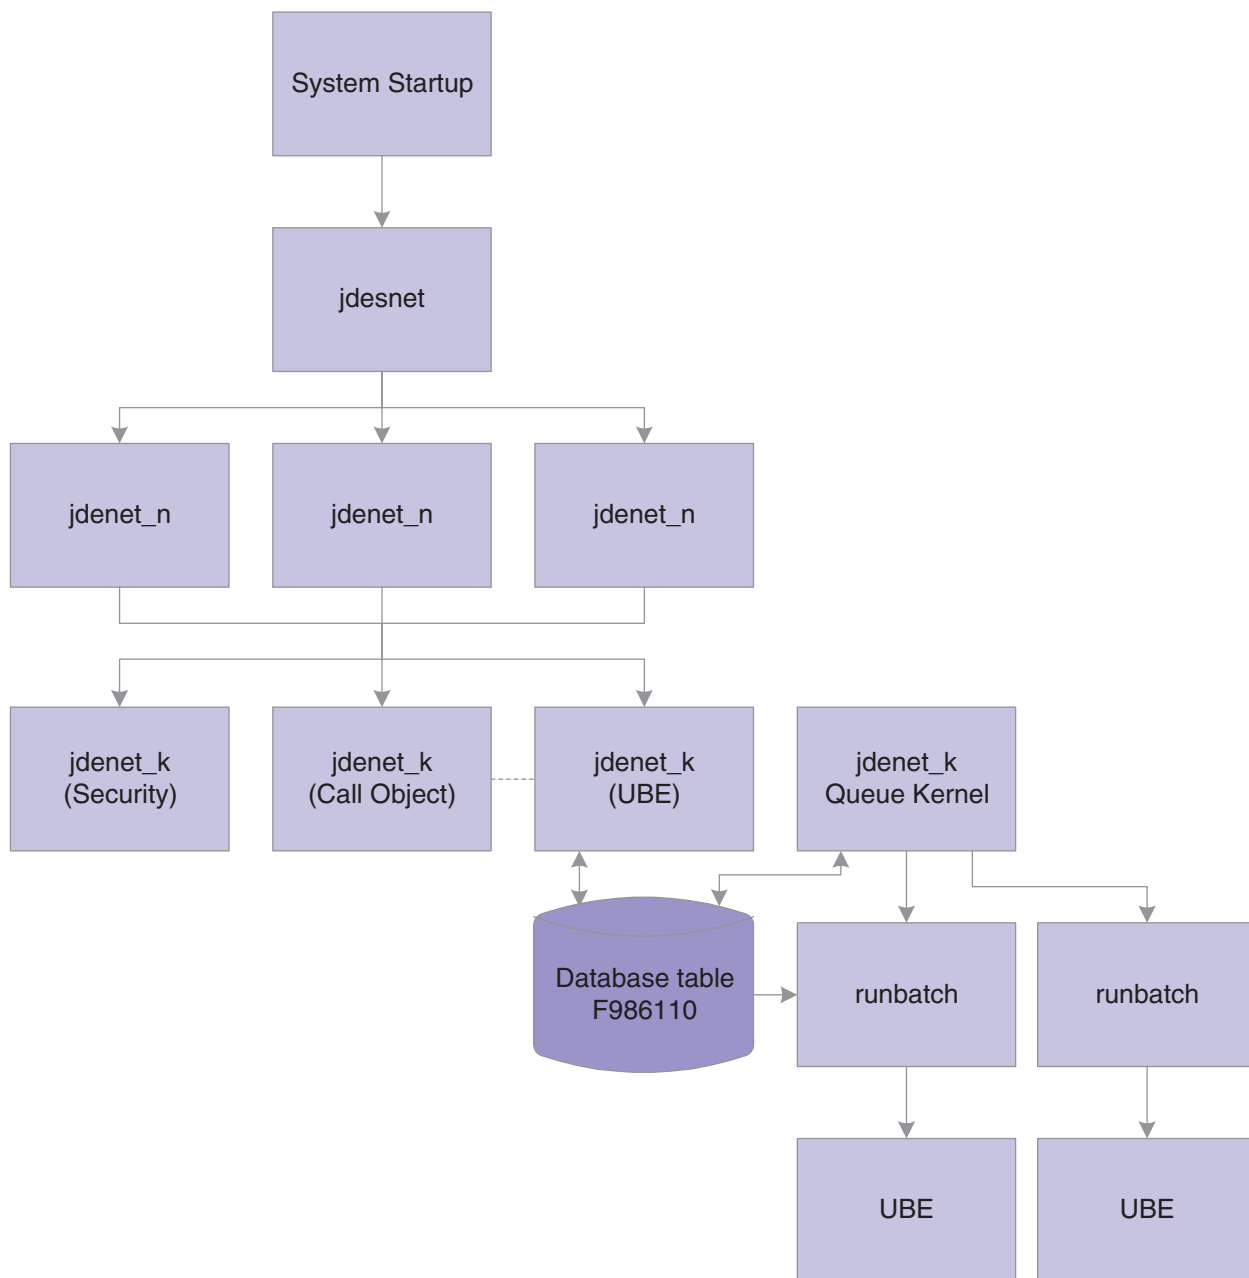 System Startup
jdesnet
jdenet_n
jdenet_n
jdenet_n
jdenet_k
(Security)
jdenet_k
(Call Object)
jdenet_k
(UBE)
jdenet_k
Queue Kernel
Database table
F986110
runbatch
runbatch
UBE
UBE